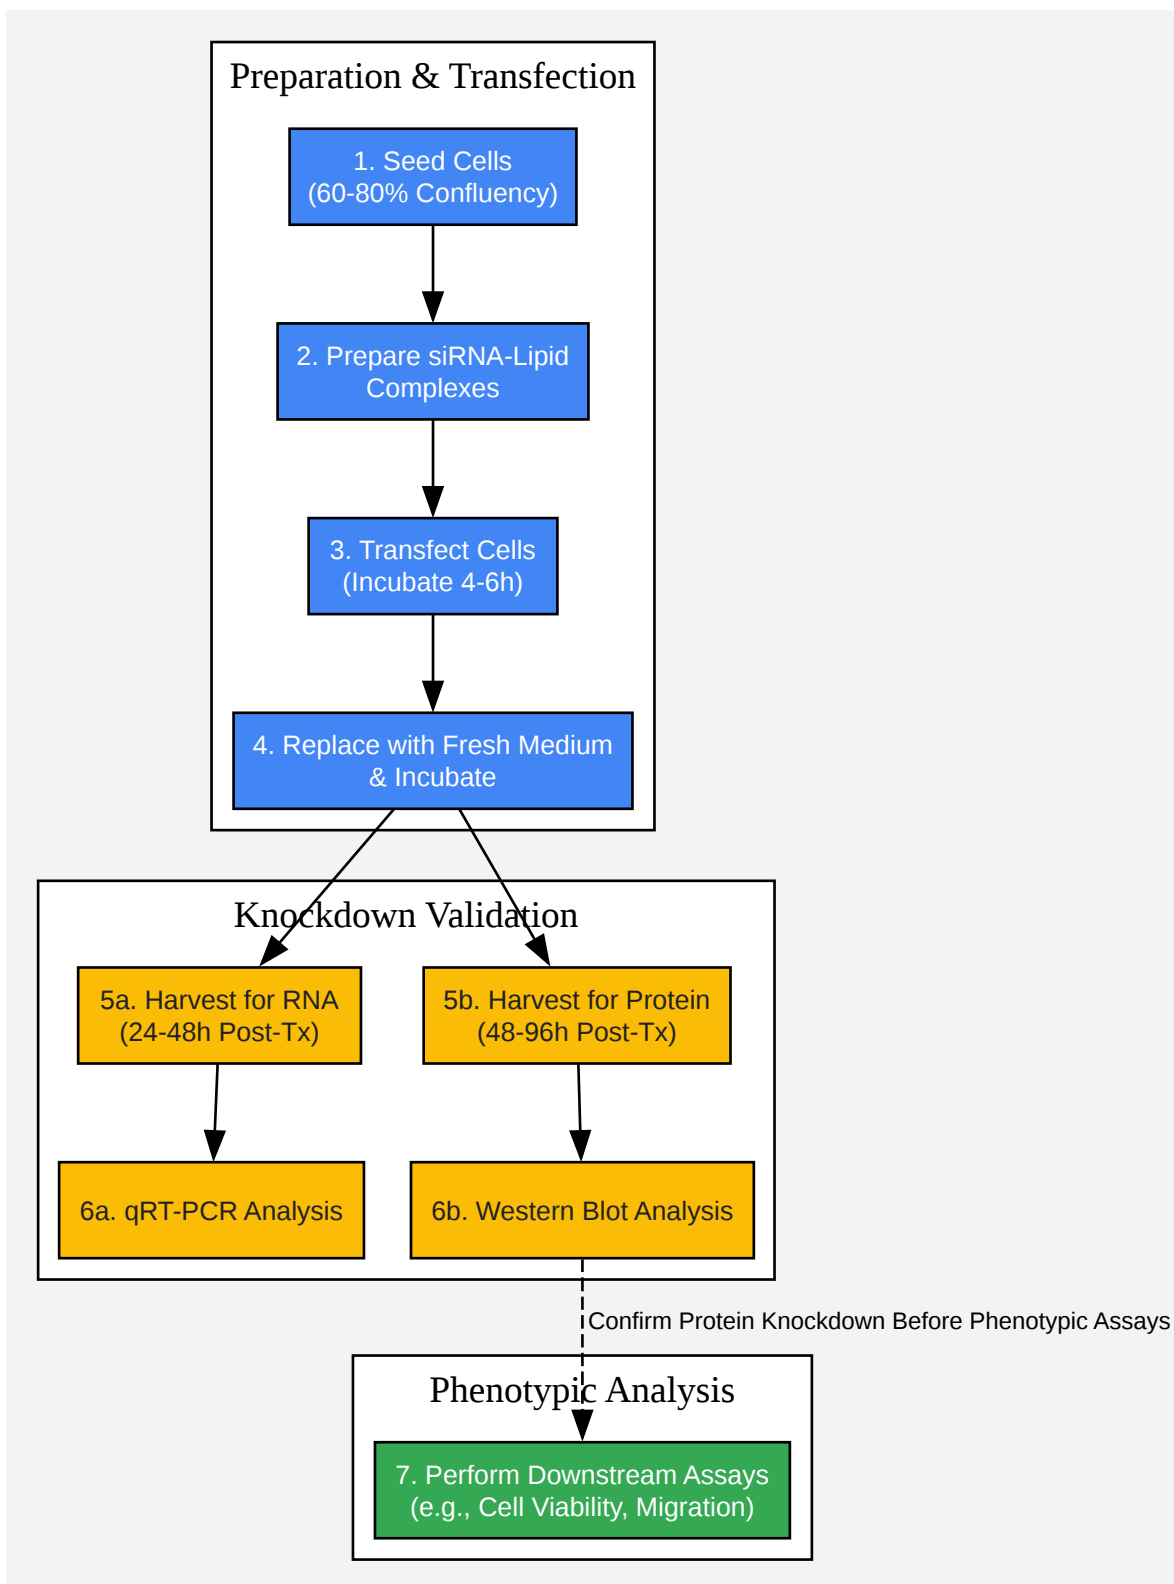 Preparation & Transfection
1. Seed Cells
(60-80% Confluency)
2. Prepare siRNA-Lipid
Complexes
3. Transfect Cells
(Incubate 4-6h)
4. Replace with Fresh Medium
& Incubate
Knockdown Validation
5a. Harvest for RNA
(24-48h Post-Tx)
5b. Harvest for Protein
(48-96h Post-Tx)
6a. qRT-PCR Analysis
6b. Western Blot Analysis
Confirm Protein Knockdown Before Phenotypic Assays
Phenotypic Analysis
7. Perform Downstream Assays
(e.g., Cell Viability, Migration)